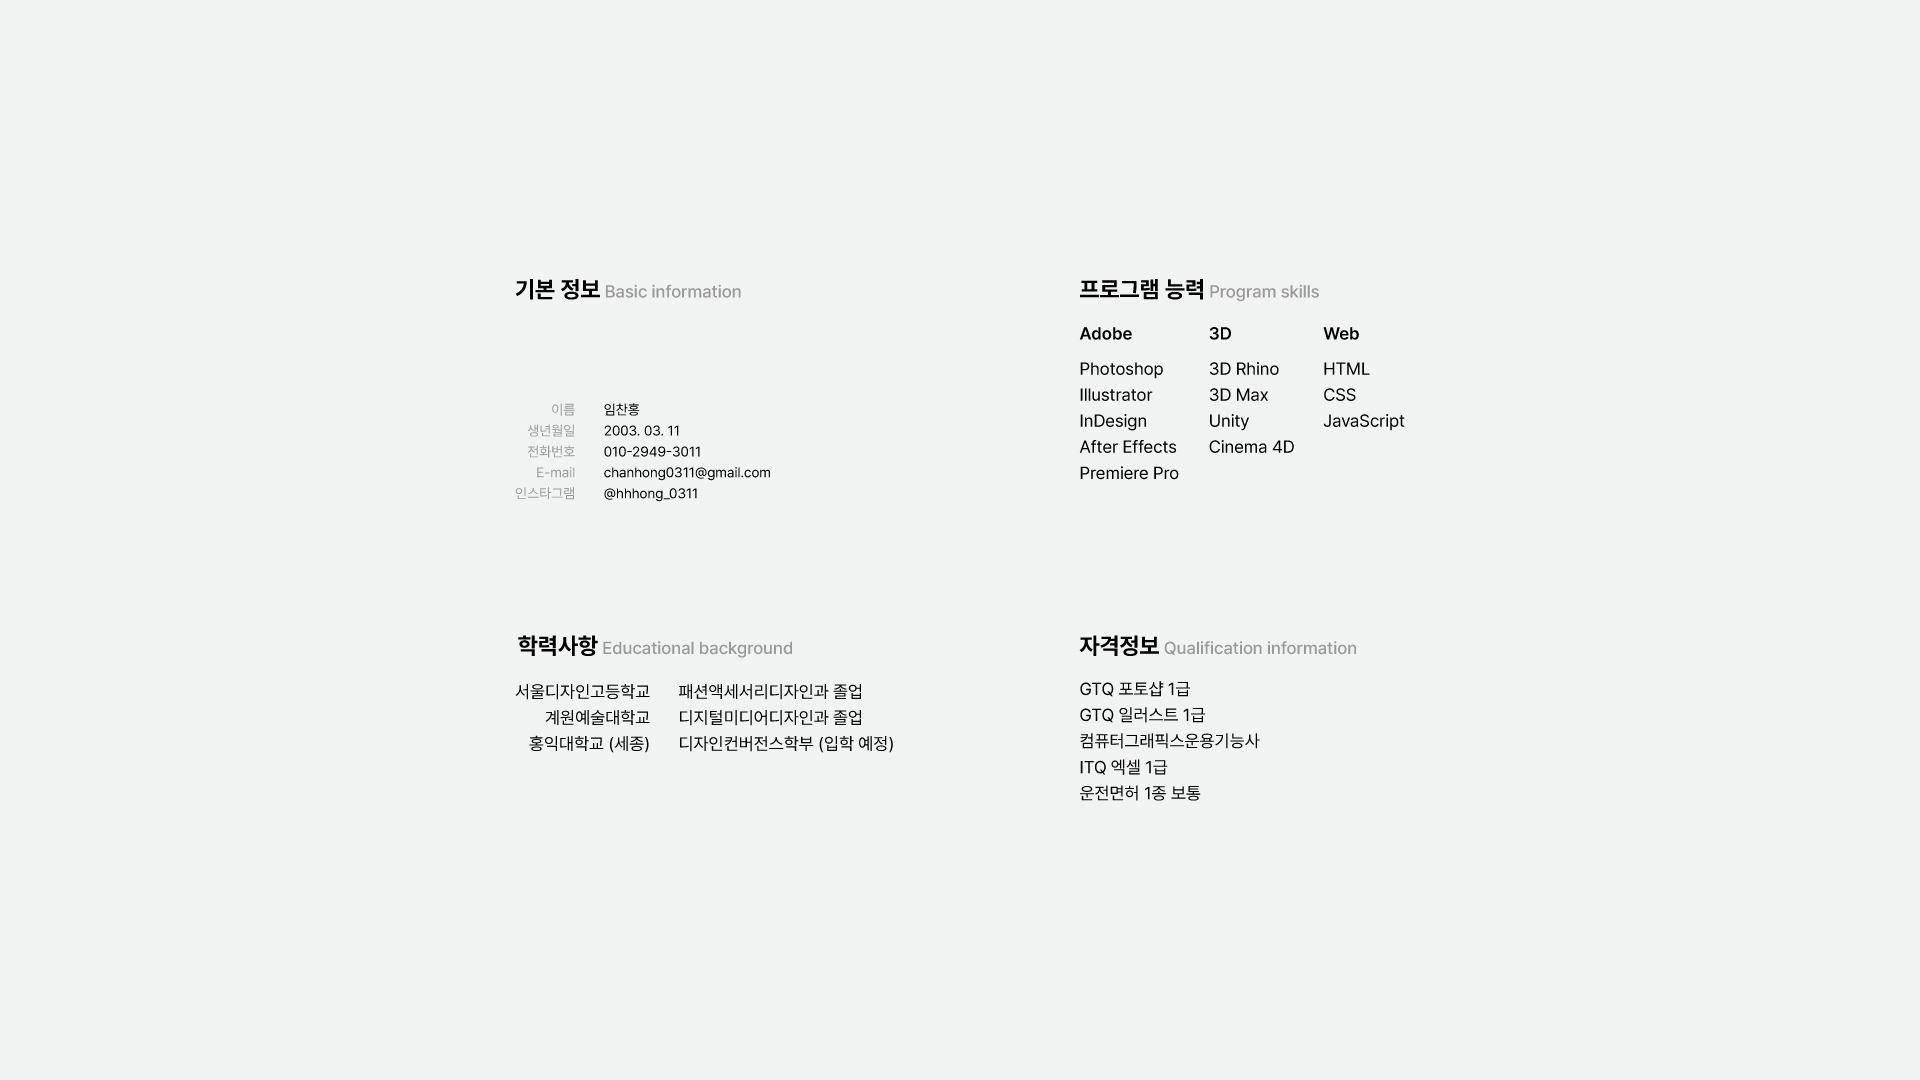 기본 정보 Basic information
이름 임찬홍
생년월일 2003. 03. 11
전화번호 010-2949-3011
E-mail chanhong0311@gmail.com
인스타그램 @hhhong_0311
프로그램 능력 Program skills
Adobe 3D Web
Photoshop 3D Rhino HTML
Illustrator 3D Max CSS
InDesign Unity JavaScript
After Effects Cinema 4D
Premiere Pro
학력사항 Educational background
서울디자인고등학교 패션액세서리디자인과 졸업
계원예술대학교 디지털미디어디자인과 졸업
홍익대학교 (세종) 디자인컨버전스학부 (입학 예정)
자격정보 Qualification information
GTQ 포토샵 1급
GTQ 일러스트 1급
컴퓨터그래픽스운용기능사
ITQ 엑셀 1급
운전면허 1종 보통